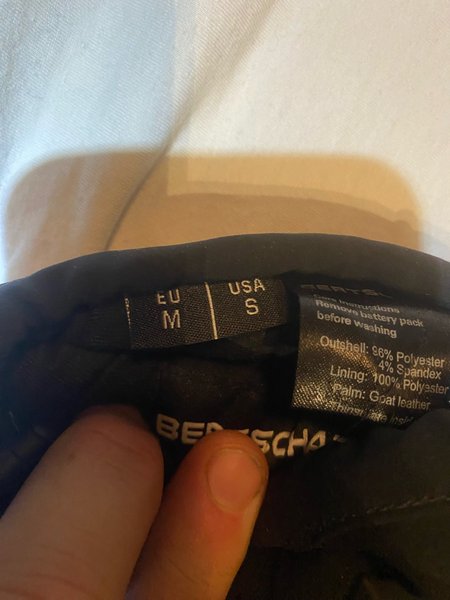 EU
M
USA
S
Remove battery pack
before washing
Outshell: 96% Polyester
4% Spandex
Lining: 100% Polyester
Palm: Goat leather